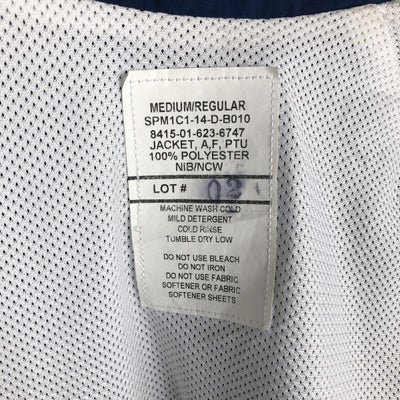 MEDIUM/REGULAR
SPM1C1-14-D-B010
8415-01-623-6747
JACKET, A,F, PTU
100% POLYESTER
NIB/NCW
LOT # 02
MACHINE WASH COLD
MILD DETERGENT
COLD RINSE
TUMBLE DRY LOW
DO NOT USE BLEACH
DO NOT IRON
DO NOT USE FABRIC
SOFTENER OR FABRIC
SOFTENER SHEETS